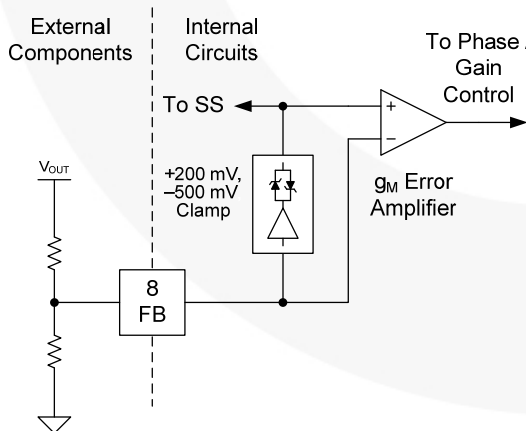 External
Components
Internal
Circuits
To Phase
Gain
Control
To SS
+
−
VOUT
+200 mV,
–500 mV
Clamp
gM Error
Amplifier
8
FB